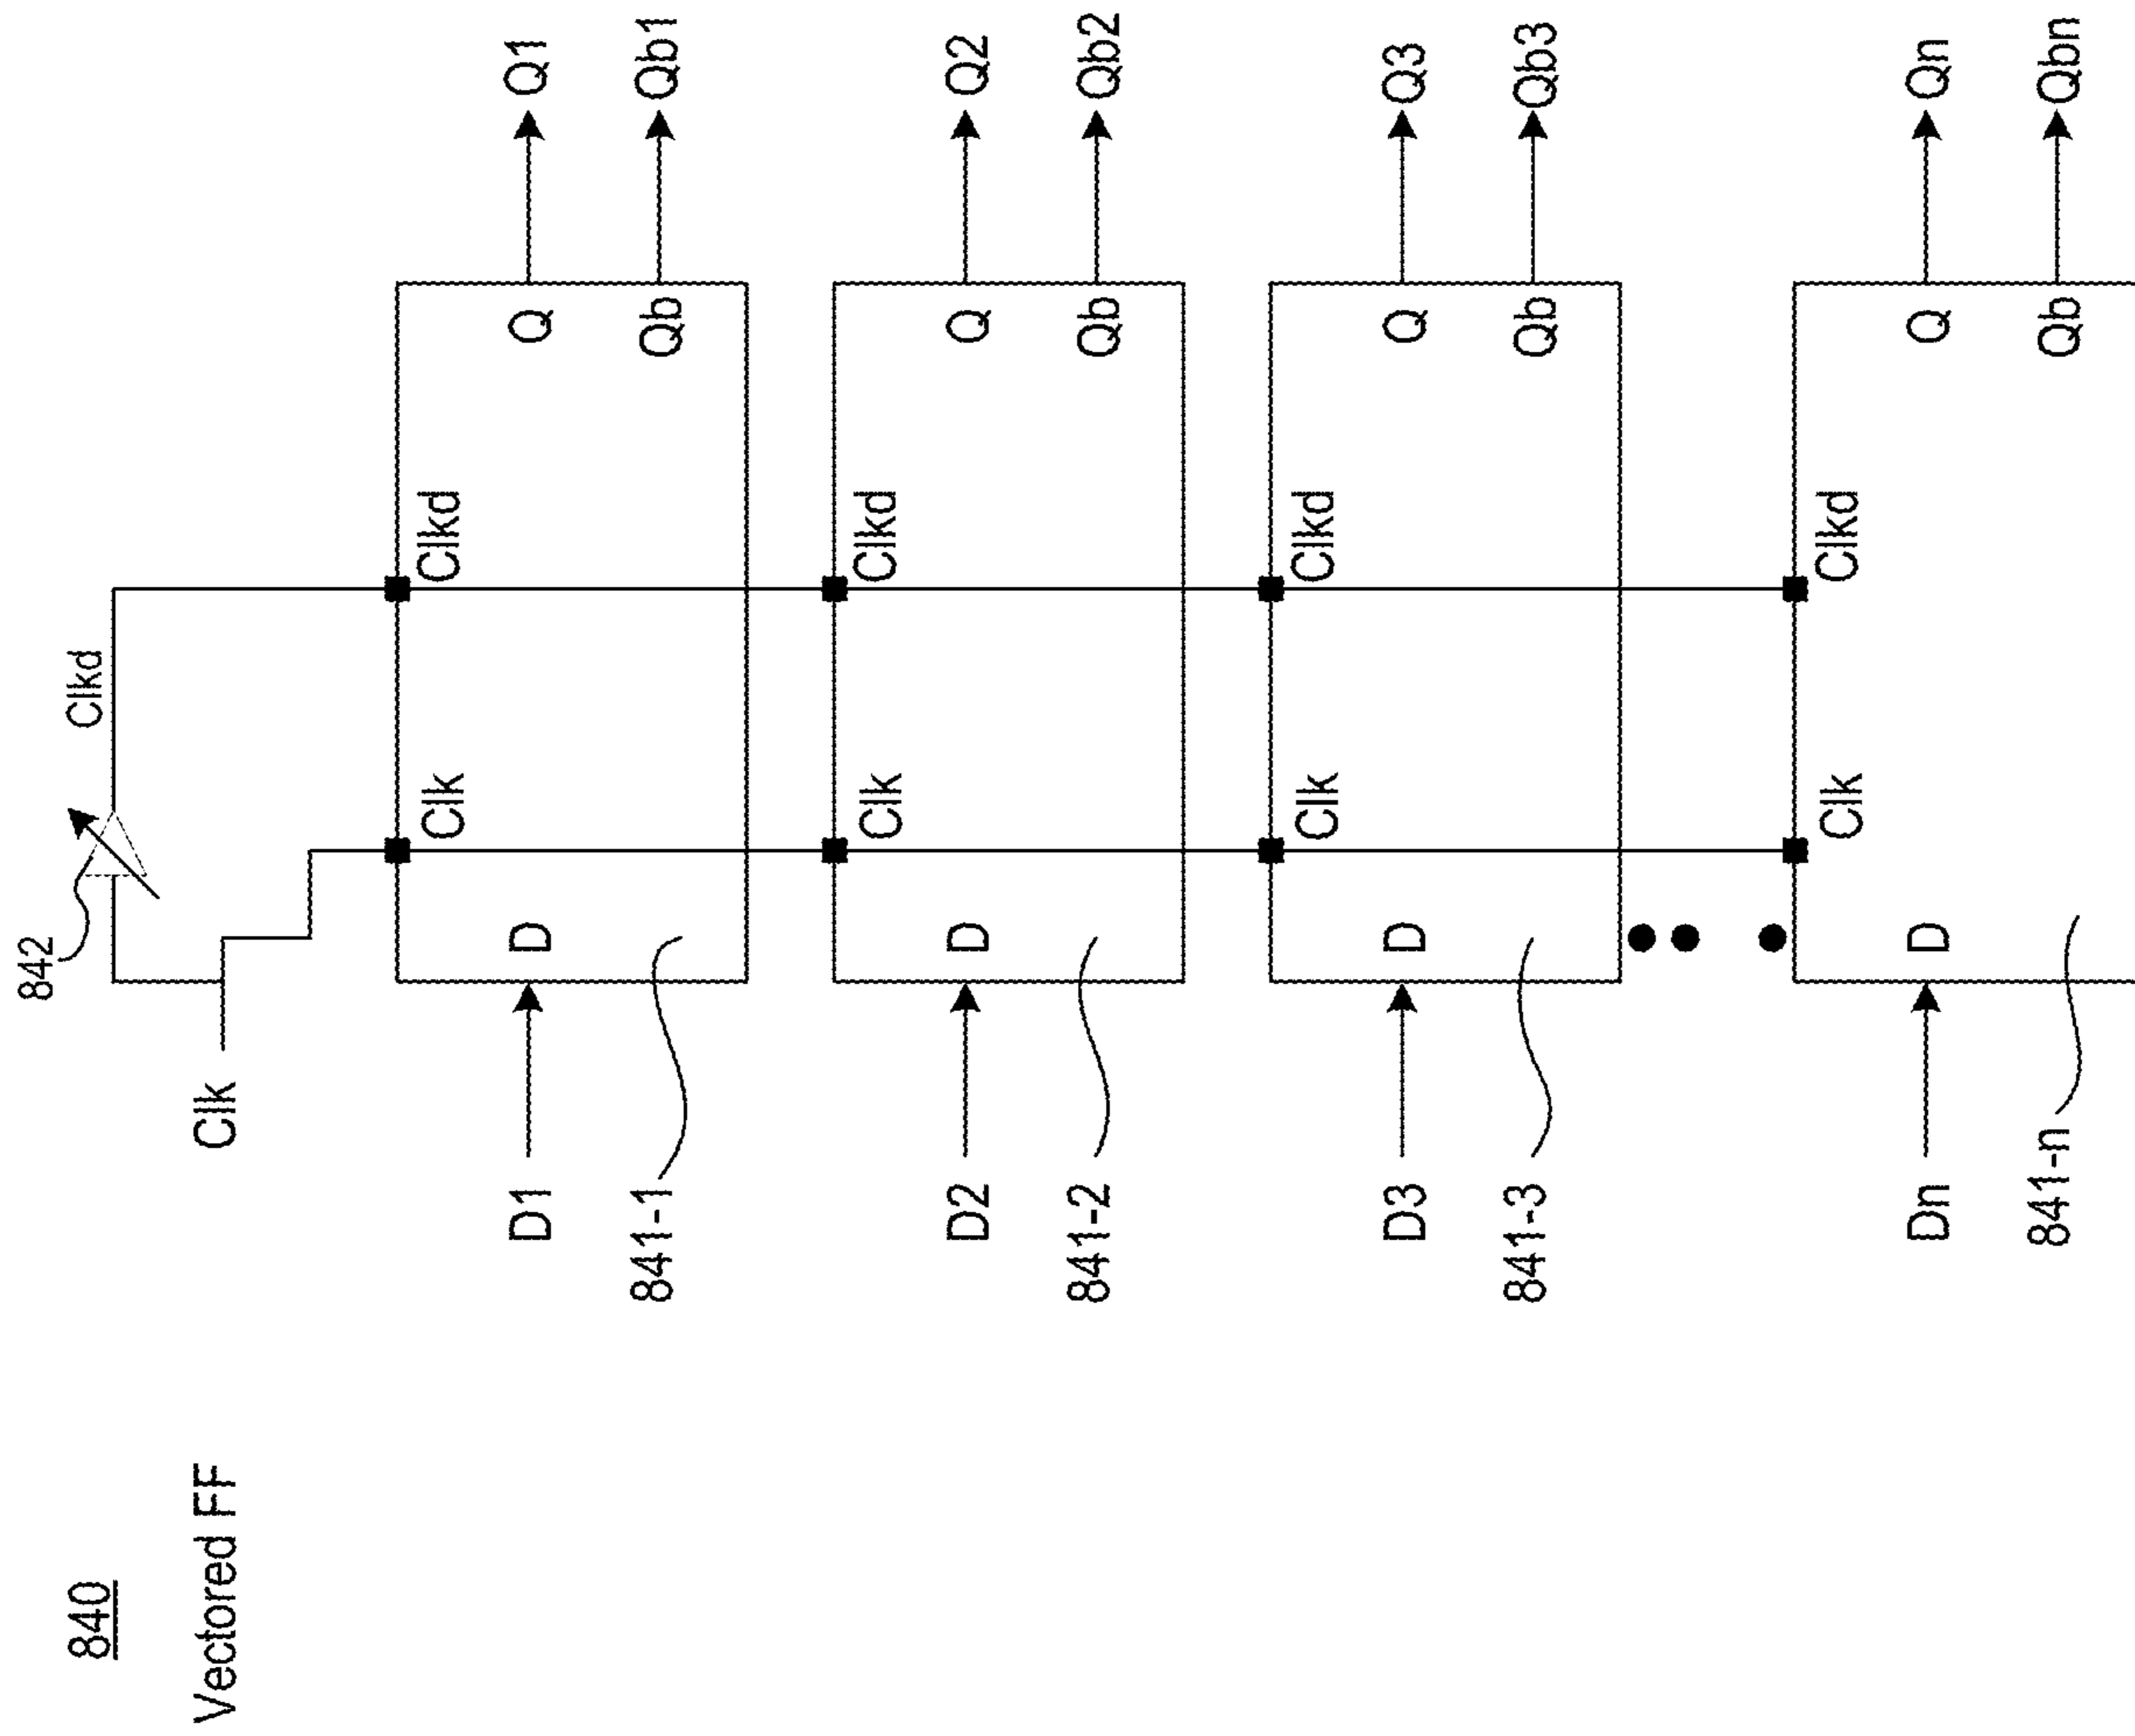 840
Vectored FF
842
Clkd
Clk
Clk
Clkd
D1
D
Q
Q1
841-1
Qb
Qb1
Clk
Clkd
D2
D
Q
Q2
841-2
Qb
Qb2
Clk
Clkd
D3
D
Q
Q3
841-3
Qb
Qb3
Clk
Clkd
Dn
D
Q
Qn
841-n
Qb
Qbn